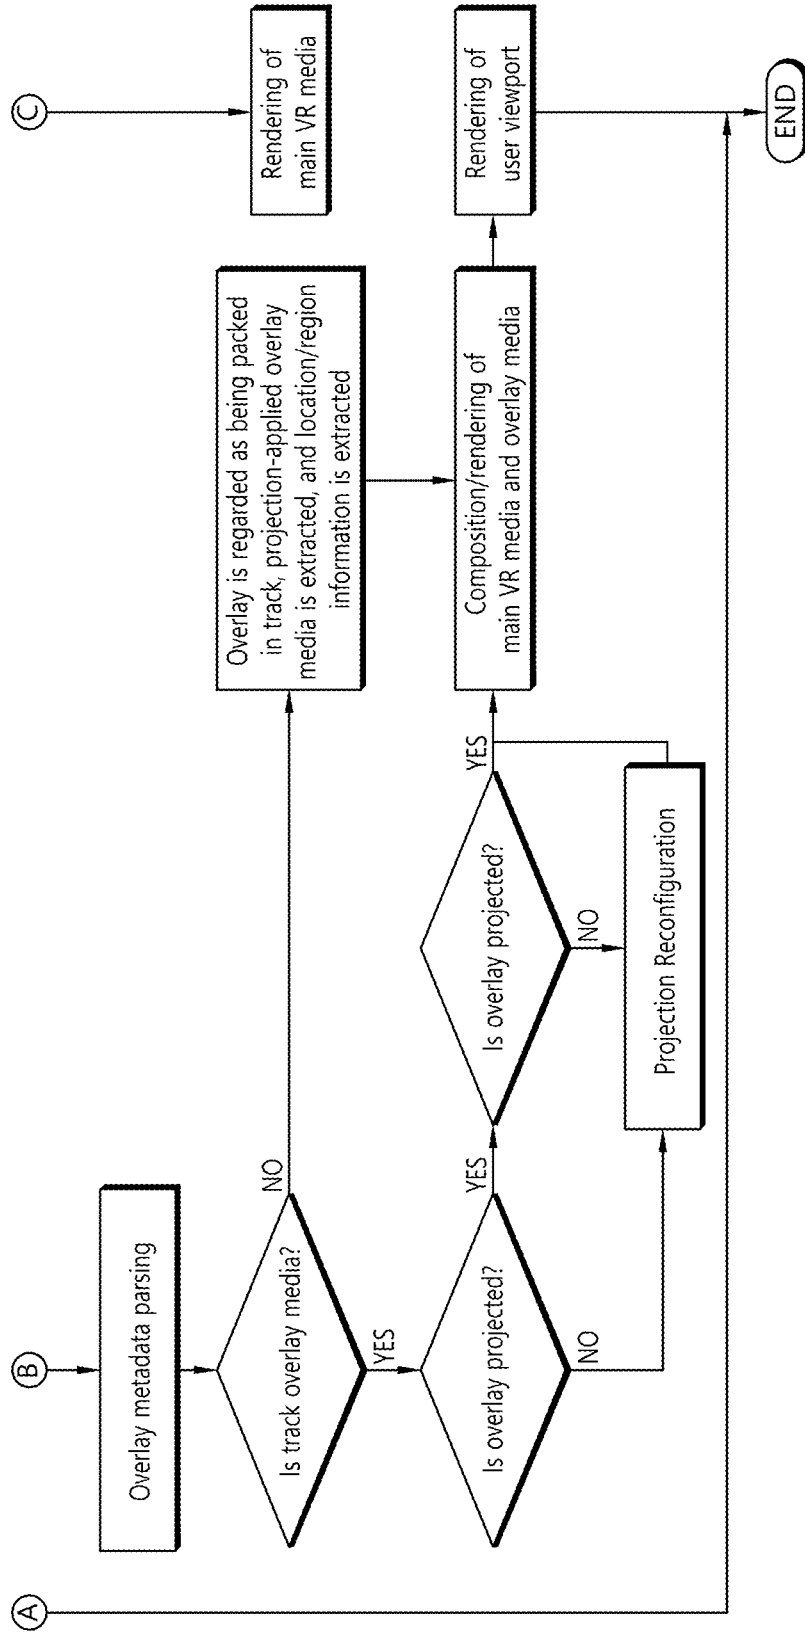 A
B
Overlay metadata parsing
Is track overlay media?
NO
YES
Is overlay projected?
YES
NO
Is overlay projected?
YES
NO
Projection Reconfiguration
Overlay is regarded as being packed
in track, projection-applied overlay
media is extracted, and location/region
information is extracted
Composition/rendering of
main VR media and overlay media
C
Rendering of
main VR media
Rendering of
user viewport
END